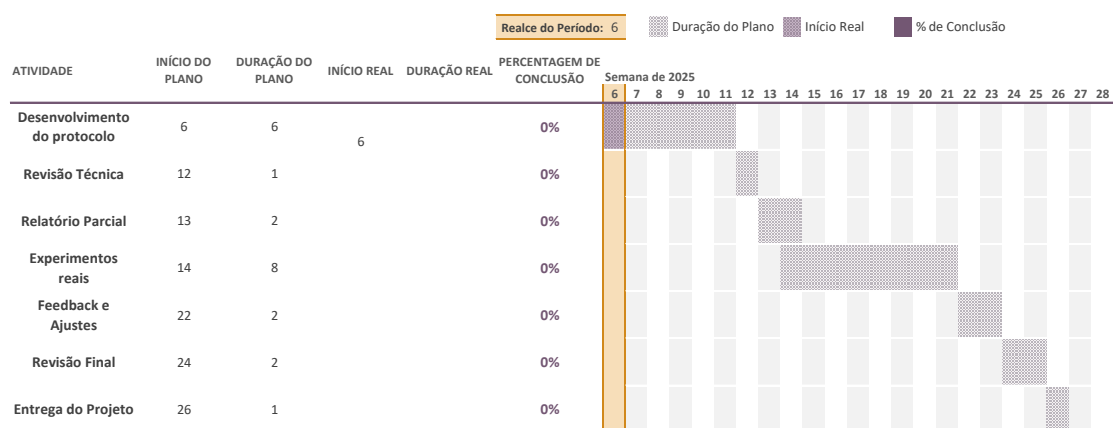 Realce do Período: 6 Duração do Plano Início Real % de Conclusão
ATIVIDADE INÍCIO DO PLANO DURAÇÃO DO PLANO INÍCIO REAL DURAÇÃO REAL PERCENTAGEM DE CONCLUSÃO Semana de 2025
6 7 8 9 10 11 12 13 14 15 16 17 18 19 20 21 22 23 24 25 26 27 28
Desenvolvimento
do protocolo 6 6 6 0%
Revisão Técnica 12 1 0%
Relatório Parcial 13 2 0%
Experimentos
reais 14 8 0%
Feedback e
Ajustes 22 2 0%
Revisão Final 24 2 0%
Entrega do Projeto 26 1 0%